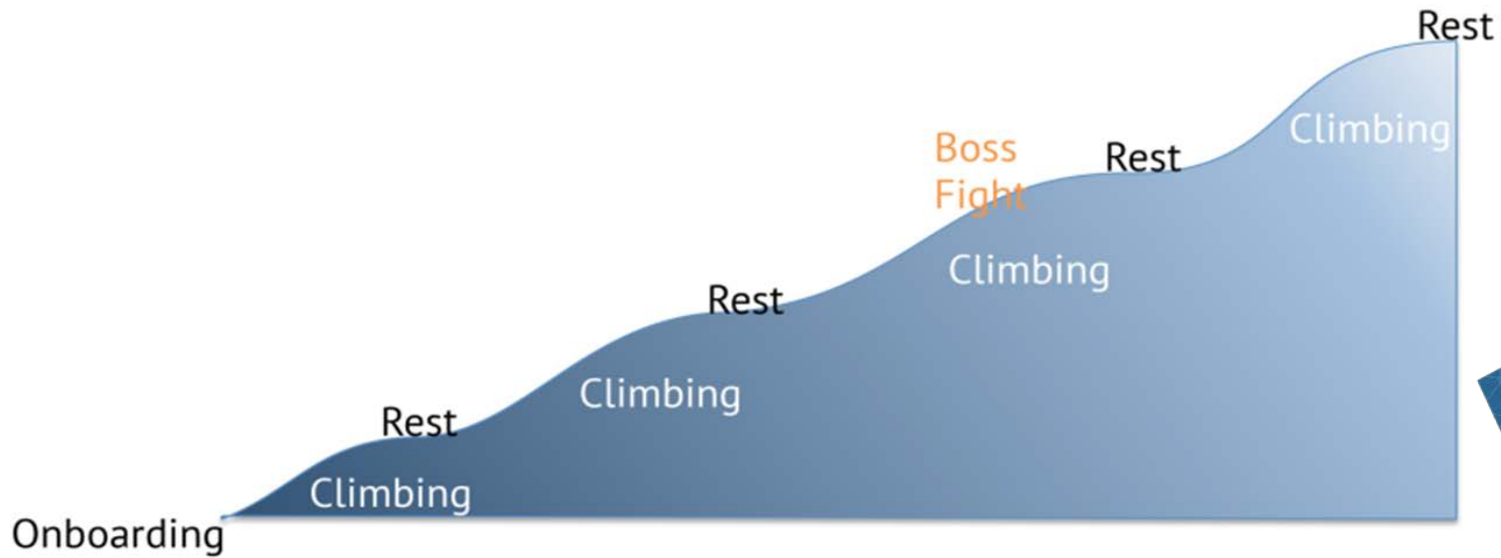 Rest
Climbing
Boss
Fight
Rest
Climbing
Rest
Climbing
Rest
Climbing
Onboarding